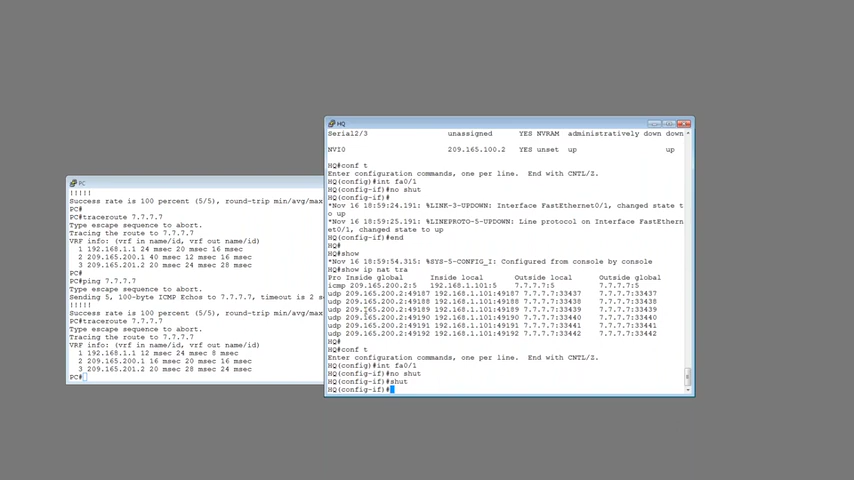 PC
!!!!!
Success rate is 100 percent (5/5), round-trip min/avg/max
PC#
PC#traceroute 7.7.7.7
Type escape sequence to abort.
Tracing the route to 7.7.7.7
VRF info: (vrf in name/id, vrf out name/id)
1 192.168.1.1 24 msec 20 msec 16 msec
2 209.165.200.1 40 msec 12 msec 16 msec
3 209.165.201.2 20 msec 24 msec 28 msec
PC#
PC#ping 7.7.7.7
Type escape sequence to abort.
Sending 5, 100-byte ICMP Echos to 7.7.7.7, timeout is 2 s
!!!!!
Success rate is 100 percent (5/5), round-trip min/avg/max
PC#traceroute 7.7.7.7
Type escape sequence to abort.
Tracing the route to 7.7.7.7
VRF info: (vrf in name/id, vrf out name/id)
1 192.168.1.1 12 msec 24 msec 8 msec
2 209.165.200.1 16 msec 20 msec 16 msec
3 209.165.201.2 20 msec 28 msec 24 msec
PC#
HQ
Serial2/3 unassigned YES NVRAM administratively down down
NVI0 209.165.100.2 YES unset up up
HQ#conf t
Enter configuration commands, one per line. End with CNTL/Z.
HQ(config)#int fa0/1
HQ(config-if)#no shut
HQ(config-if)#
*Nov 16 18:59:24.191: %LINK-3-UPDOWN: Interface FastEthernet0/1, changed state t
o up
*Nov 16 18:59:25.191: %LINEPROTO-5-UPDOWN: Line protocol on Interface FastEthern
et0/1, changed state to up
HQ(config-if)#end
HQ#
HQ#show
*Nov 16 18:59:54.315: %SYS-5-CONFIG_I: Configured from console by console
HQ#show ip nat tra
Pro Inside global Inside local Outside local Outside global
icmp 209.165.200.2:5 192.168.1.101:5 7.7.7.7:5 7.7.7.7:5
udp 209.165.200.2:49187 192.168.1.101:49187 7.7.7.7:33437 7.7.7.7:33437
udp 209.165.200.2:49188 192.168.1.101:49188 7.7.7.7:33438 7.7.7.7:33438
udp 209.165.200.2:49189 192.168.1.101:49189 7.7.7.7:33439 7.7.7.7:33439
udp 209.165.200.2:49190 192.168.1.101:49190 7.7.7.7:33440 7.7.7.7:33440
udp 209.165.200.2:49191 192.168.1.101:49191 7.7.7.7:33441 7.7.7.7:33441
udp 209.165.200.2:49192 192.168.1.101:49192 7.7.7.7:33442 7.7.7.7:33442
HQ#
HQ#conf t
Enter configuration commands, one per line. End with CNTL/Z.
HQ(config)#int fa0/1
HQ(config-if)#no shut
HQ(config-if)#shut
HQ(config-if)#